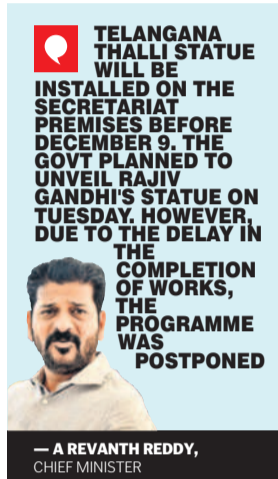 TELANGANA
THALLI STATUE
WILL BE
INSTALLED ON THE
SECRETARIAT
PREMISES BEFORE
DECEMBER 9. THE
GOVT PLANNED TO
UNVEIL RAJIV
GANDHI'S STATUE ON
TUESDAY. HOWEVER,
DUE TO THE DELAY IN
THE
COMPLETION
OF WORKS,
THE
PROGRAMME
WAS
POSTPONED
— A REVANTH REDDY,
CHIEF MINISTER